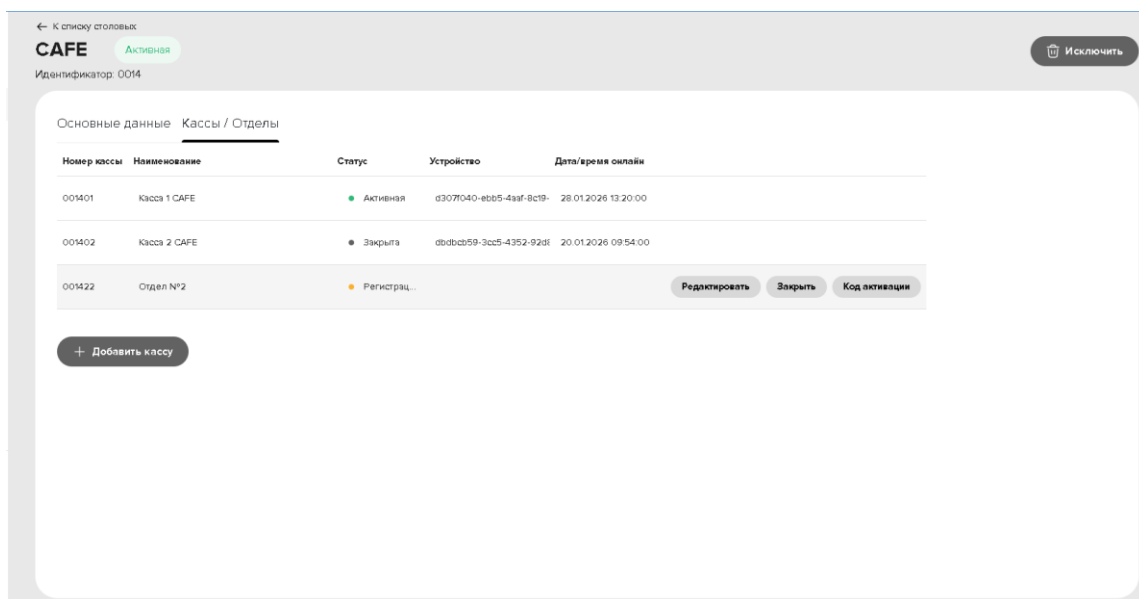 ← К списку столовых
CAFE Активная
Исключить
Идентификатор: 0014
Основные данные Кассы / Отделы
Номер кассы Наименование Статус Устройство Дата/время онлайн
001401 Касса 1 CAFE Активная d307f040-ebb5-4aaf-8c19- 28.01.2026 13:20:00
001402 Касса 2 CAFE Закрыта dbdbcb59-3cc5-4352-92d8 20.01.2026 09:54:00
001422 Отдел №2 Регистрац... Редактировать Закрыть Код активации
+ Добавить кассу